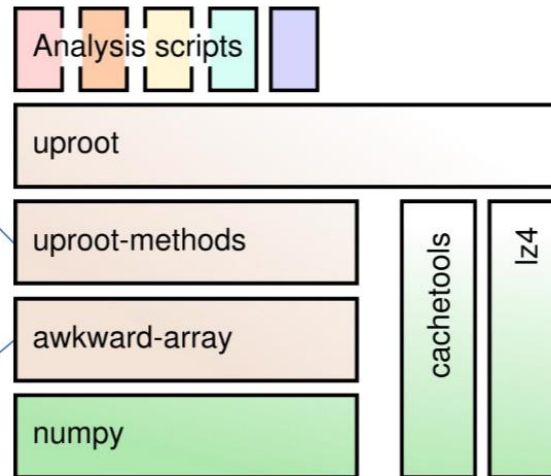 Analysis scripts
uproot
uproot-methods
awkward-array
numpy
cachetools
lz4